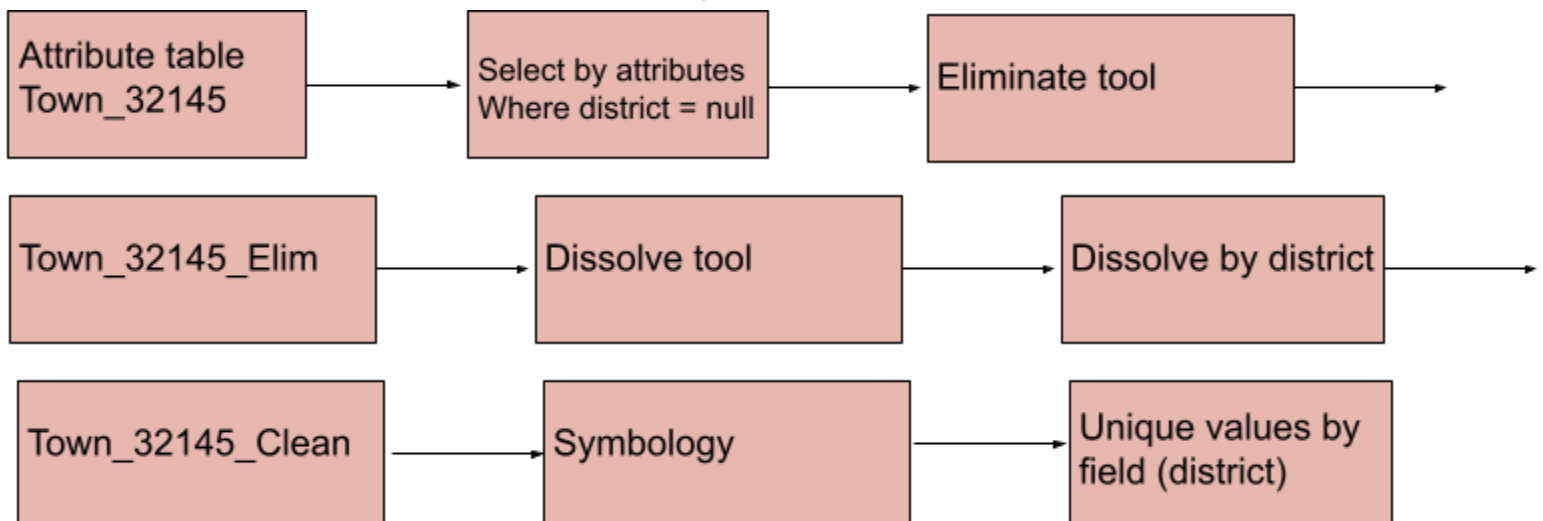 Attribute table
Town_32145
Select by attributes
Where district = null
Eliminate tool
Town_32145_Elim
Dissolve tool
Dissolve by district
Town_32145_Clean
Symbology
Unique values by
field (district)